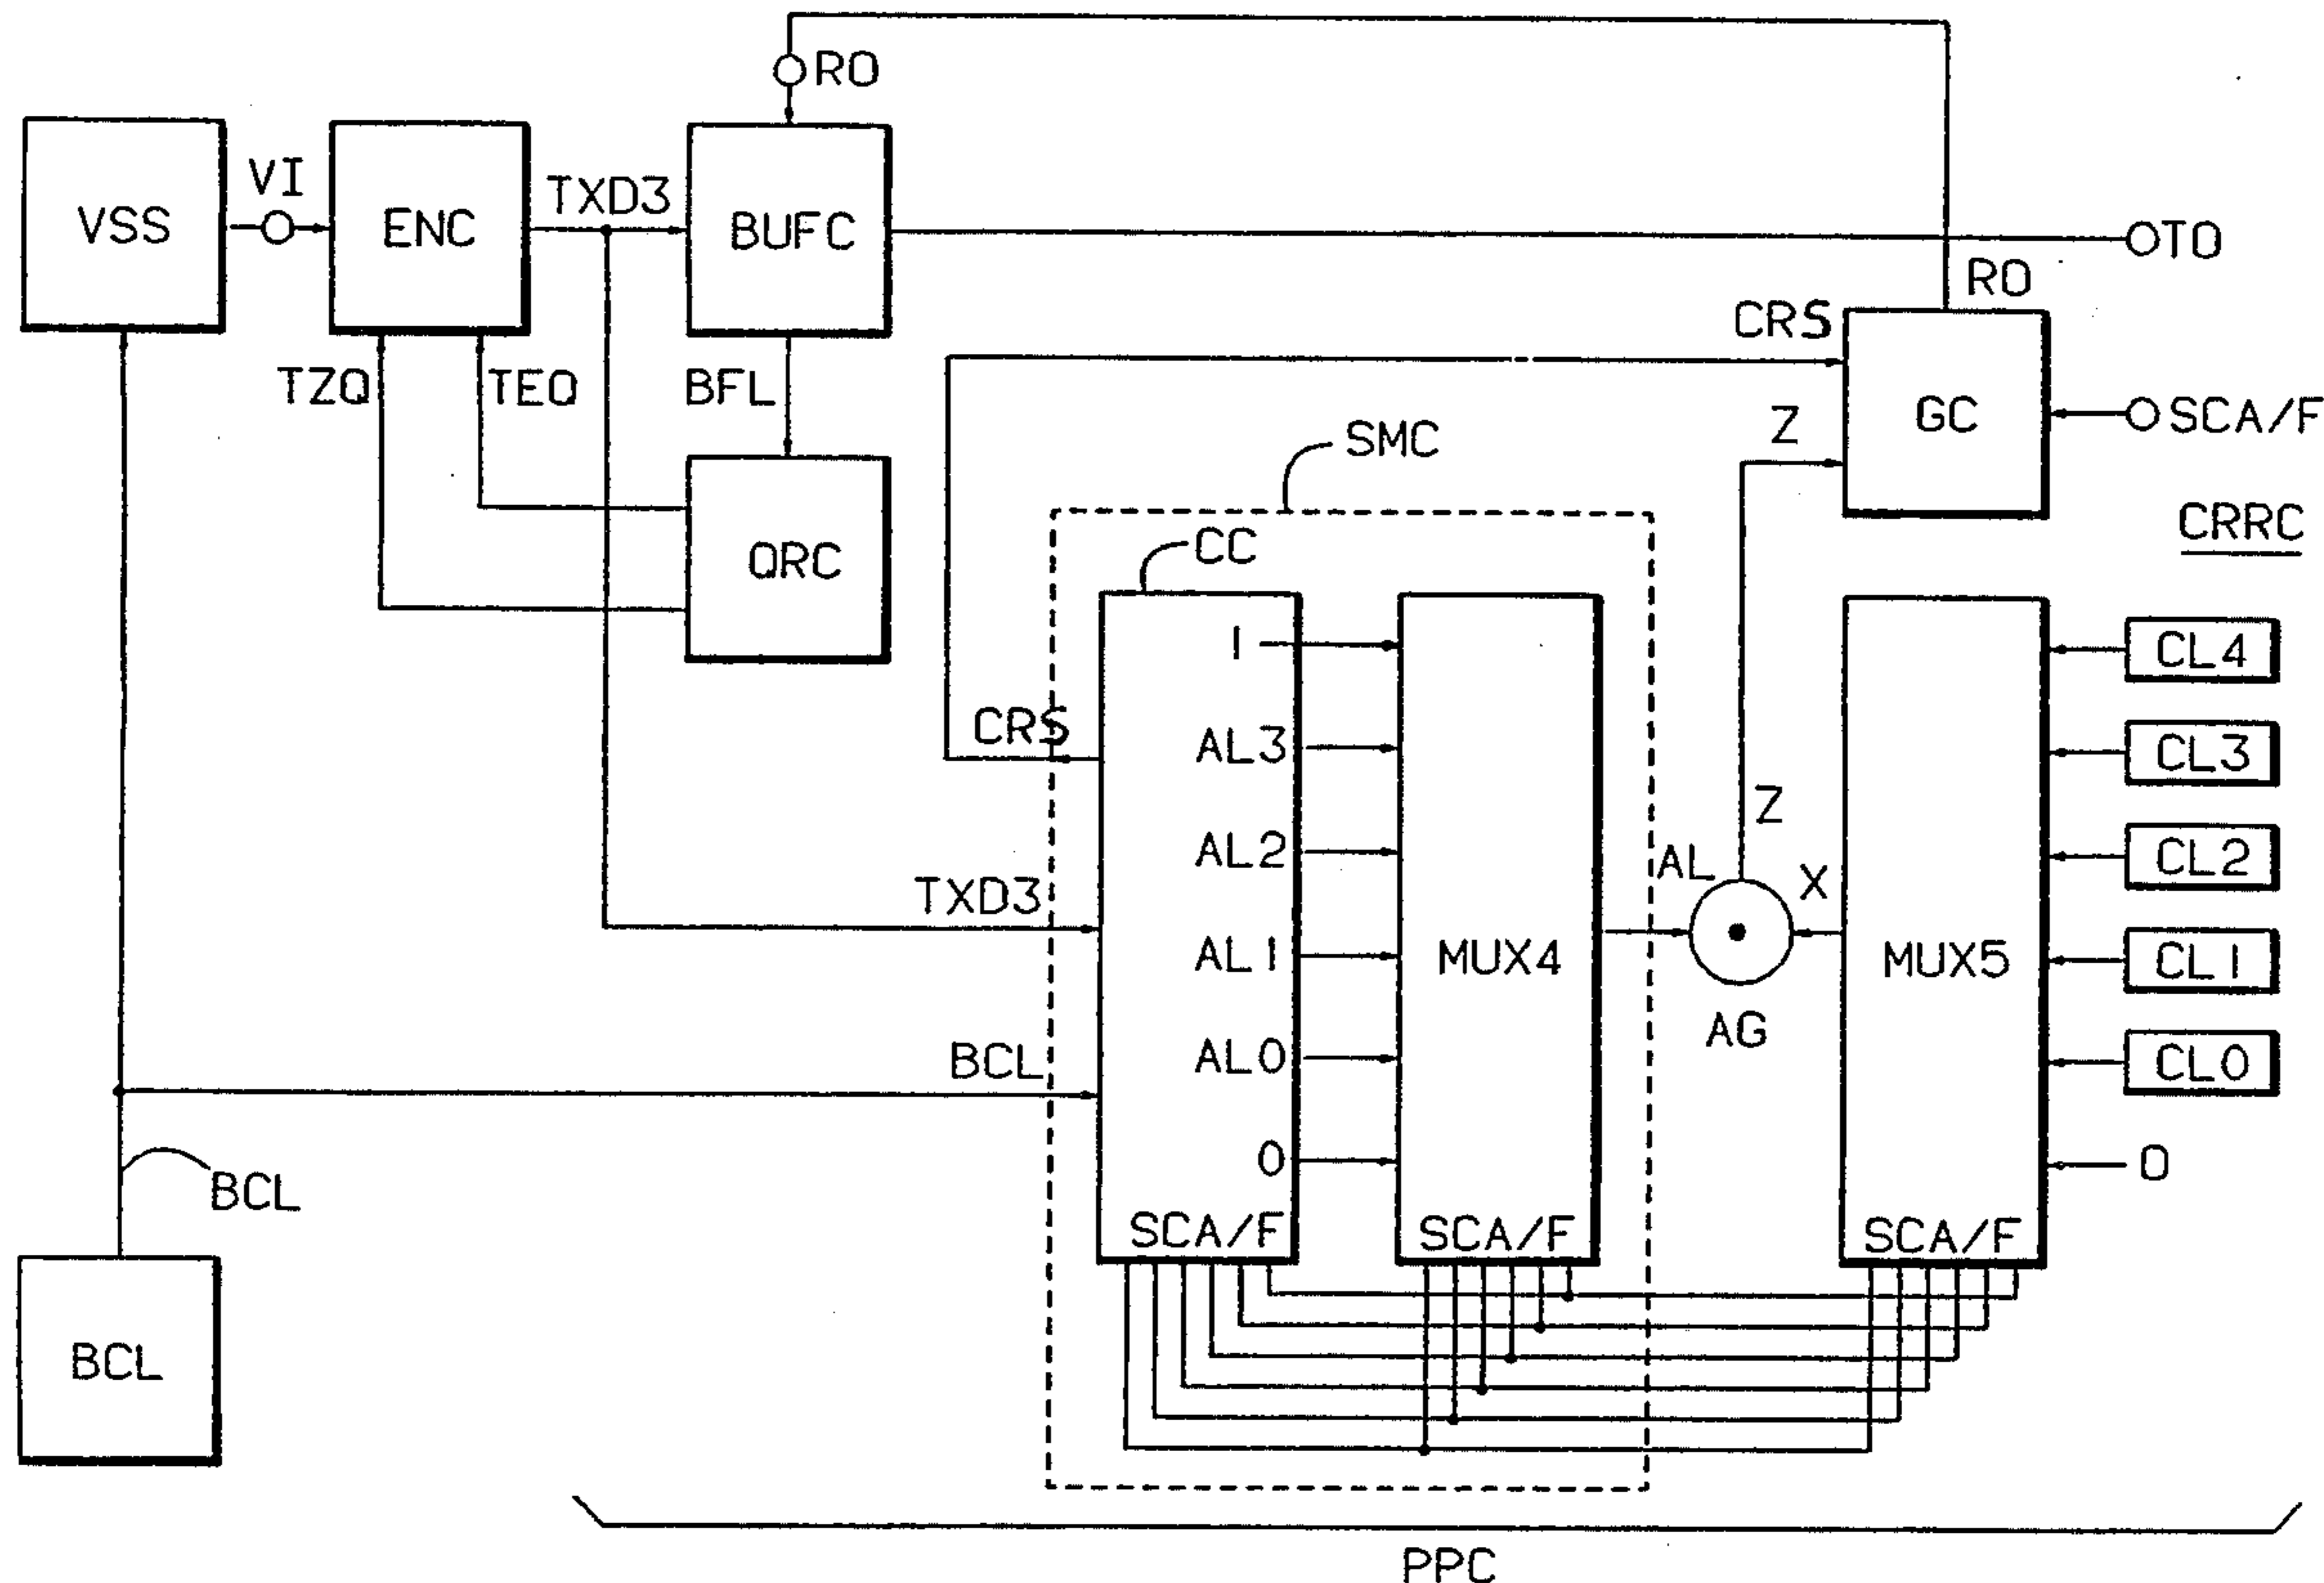 RO
VSS
VI
ENC
TXD3
BUFC
TO
RO
CRS
TZQ
TEQ
BFL
Z
GC
SCA/F
SMC
QRC
CC
CRRC
1
CL4
CRS
AL3
CL3
Z
AL2
AL
X
CL2
TXD3
AL1
MUX4
MUX5
CL1
AG
BCL
AL0
CL0
0
0
BCL
SCA/F
SCA/F
SCA/F
BCL
PPC